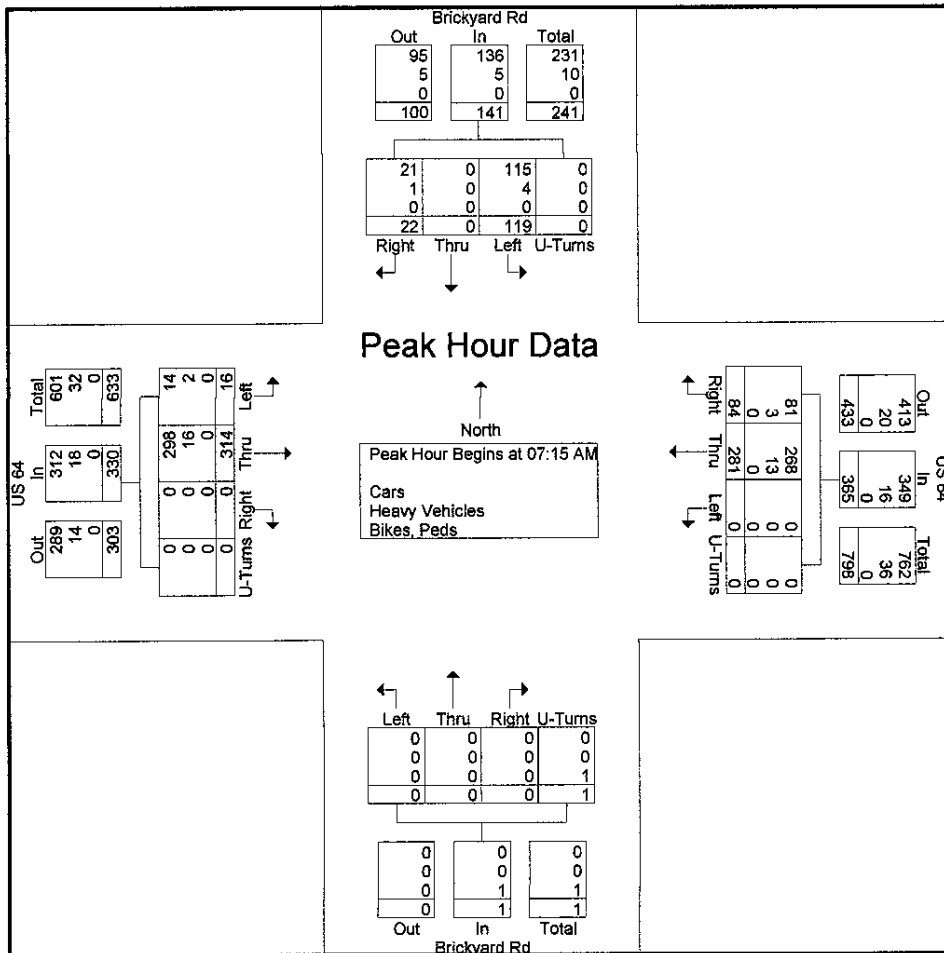 Brickyard Rd
Out In Total
95 136 231
5 5 10
0 0 0
100 141 241
21 0 115 0
1 0 4 0
0 0 0 0
22 0 119 0
Right Thru Left U-Turns
Peak Hour Data
North
Peak Hour Begins at 07:15 AM
Cars
Heavy Vehicles
Bikes, Peds
US 64
Total In Out
601 312 289
32 18 14
0 0 0
633 330 303
14 298 0 0
2 16 0 0
0 0 0 0
16 314 0 0
Left Thru Right U-Turns
US 64
Out In Total
413 349 762
20 16 36
0 0 0
433 365 798
81 268 0 0
3 13 0 0
0 0 0 0
84 281 0 0
Right Thru Left U-Turns
Left Thru Right U-Turns
0 0 0 0
0 0 0 0
0 0 0 1
0 0 0 1
0 0 0
0 0 0
0 1 1
0 1 1
Out In Total
Brickyard Rd